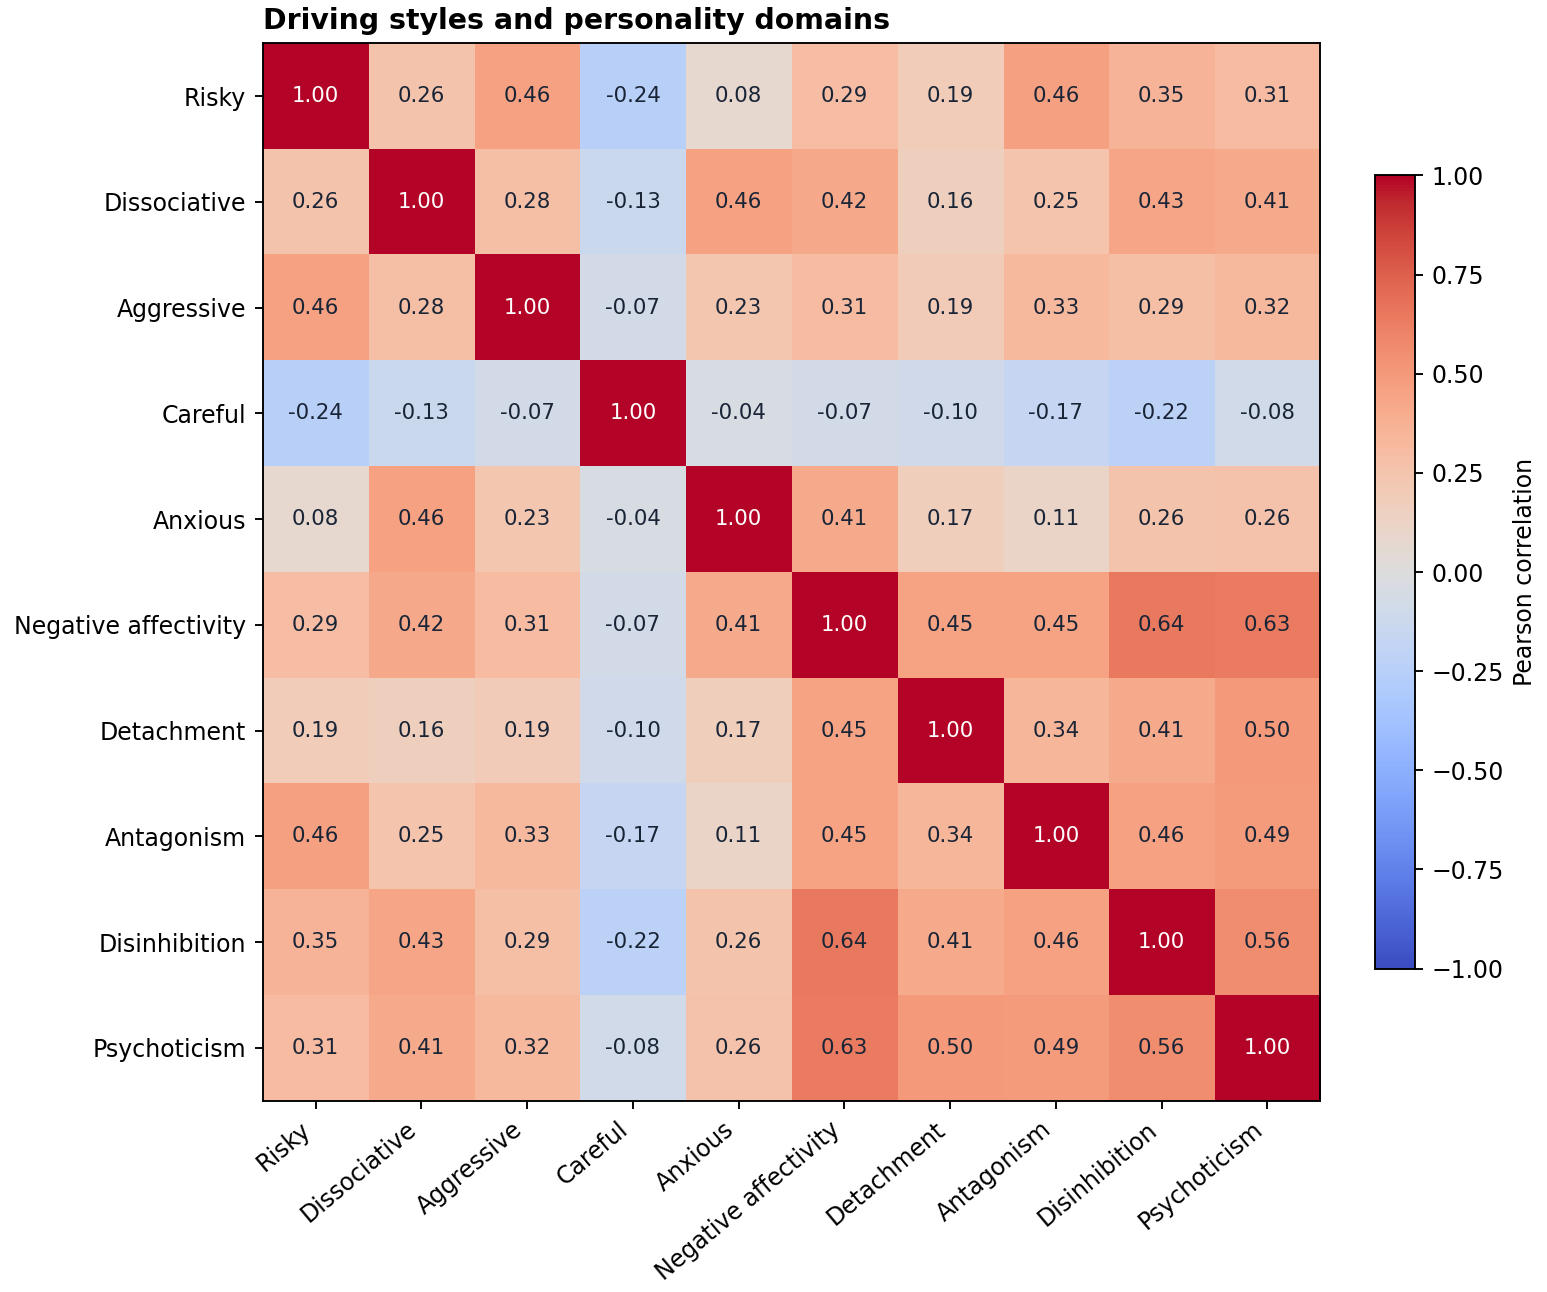 Driving styles and personality domains
Risky 1.00 0.26 0.46 -0.24 0.08 0.29 0.19 0.46 0.35 0.31
Dissociative 0.26 1.00 0.28 -0.13 0.46 0.42 0.16 0.25 0.43 0.41
Aggressive 0.46 0.28 1.00 -0.07 0.23 0.31 0.19 0.33 0.29 0.32
Careful -0.24 -0.13 -0.07 1.00 -0.04 -0.07 -0.10 -0.17 -0.22 -0.08
Anxious 0.08 0.46 0.23 -0.04 1.00 0.41 0.17 0.11 0.26 0.26
Negative affectivity 0.29 0.42 0.31 -0.07 0.41 1.00 0.45 0.45 0.64 0.63
Detachment 0.19 0.16 0.19 -0.10 0.17 0.45 1.00 0.34 0.41 0.50
Antagonism 0.46 0.25 0.33 -0.17 0.11 0.45 0.34 1.00 0.46 0.49
Disinhibition 0.35 0.43 0.29 -0.22 0.26 0.64 0.41 0.46 1.00 0.56
Psychoticism 0.31 0.41 0.32 -0.08 0.26 0.63 0.50 0.49 0.56 1.00
Risky
Dissociative
Aggressive
Careful
Anxious
Negative affectivity
Detachment
Antagonism
Disinhibition
Psychoticism
1.00
0.75
0.50
0.25
0.00
−0.25
−0.50
−0.75
−1.00
Pearson correlation